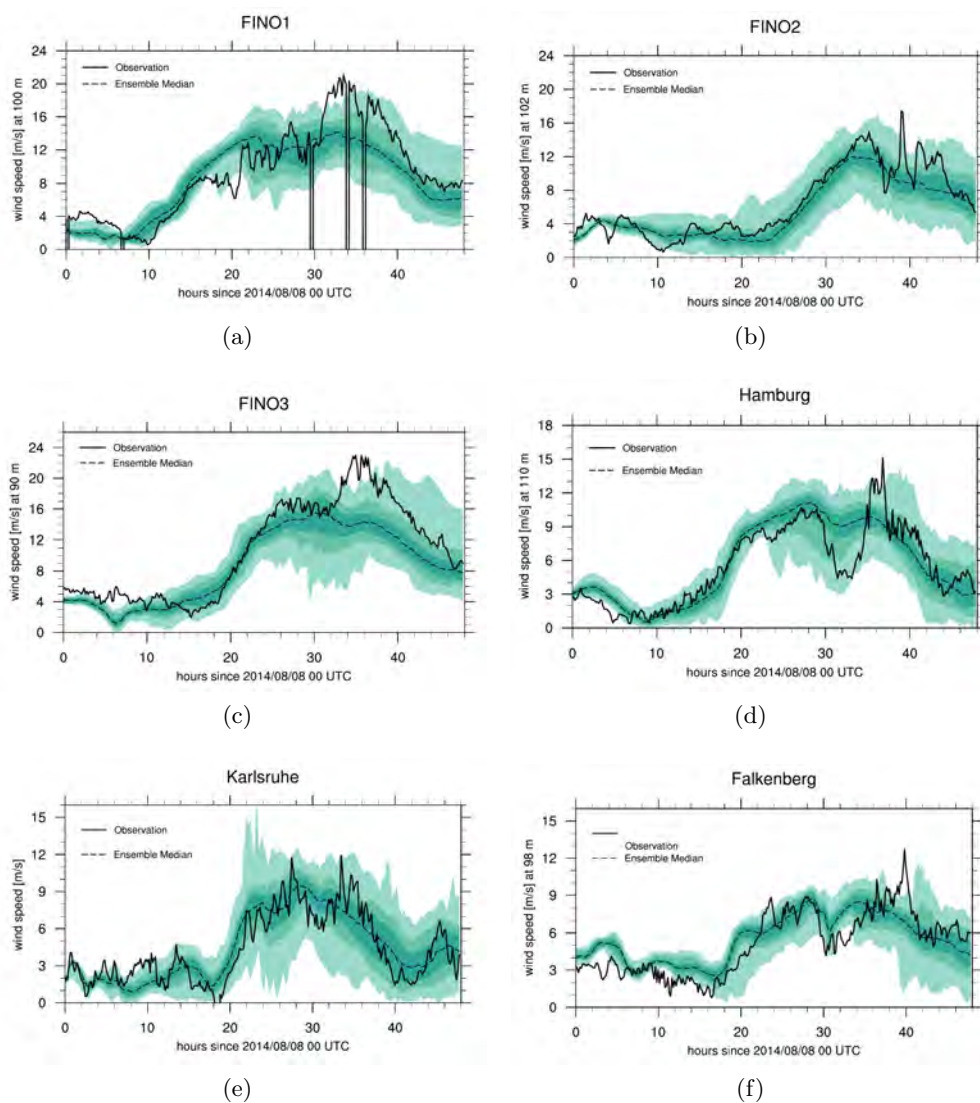 FINO1
24
20
16
12
8
4
0
wind speed [m/s] at 100 m
Observation
Ensemble Median
0 10 20 30 40
hours since 2014/08/08 00 UTC
(a)
FINO2
24
20
16
12
8
4
0
wind speed [m/s] at 102 m
Observation
Ensemble Median
0 10 20 30 40
hours since 2014/08/08 00 UTC
(b)
FINO3
24
20
16
12
8
4
0
wind speed [m/s] at 90 m
Observation
Ensemble Median
0 10 20 30 40
hours since 2014/08/08 00 UTC
(c)
Hamburg
18
15
12
9
6
3
0
wind speed [m/s] at 110 m
Observation
Ensemble Median
0 10 20 30 40
hours since 2014/08/08 00 UTC
(d)
Karlsruhe
15
12
9
6
3
0
wind speed [m/s]
Observation
Ensemble Median
0 10 20 30 40
hours since 2014/08/08 00 UTC
(e)
Falkenberg
15
12
9
6
3
0
wind speed [m/s] at 98 m
Observation
Ensemble Median
0 10 20 30 40
hours since 2014/08/08 00 UTC
(f)